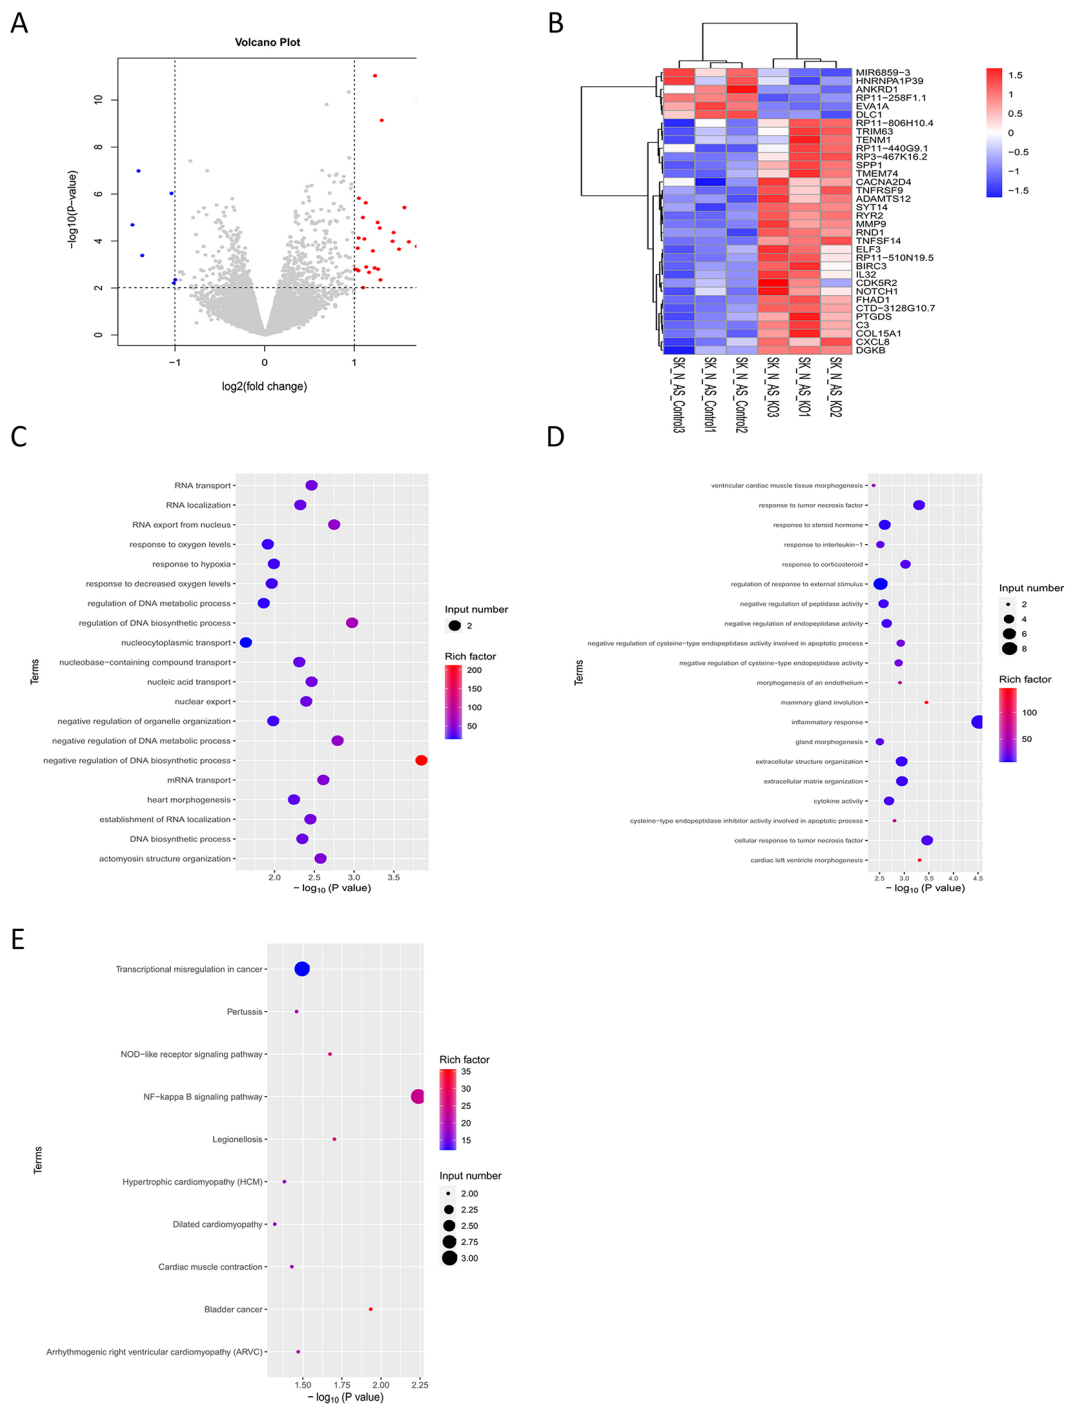 A
Volcano Plot
−log10(P−value)
10
8
6
4
2
0
−1
0
1
log2(fold change)
B
MIR6859−3
HNRNPA1P39
ANKRD1
RP11−258F1.1
EVA1A
DLC1
RP11−806H10.4
TRIM63
TENM1
RP11−440G9.1
RP3−467K16.2
SPP1
TMEM74
CACNA2D4
TNFRSF9
ADAMTS12
SYT14
RYR2
MMP9
RND1
TNFSF14
ELF3
RP11−510N19.5
BIRC3
IL32
CDK5R2
NOTCH1
FHAD1
CTD−3128G10.7
PTGDS
C3
COL15A1
CXCL8
DGKB
SK_N_AS_Control3
SK_N_AS_Control1
SK_N_AS_Control2
SK_N_AS_KO3
SK_N_AS_KO1
SK_N_AS_KO2
1.5
1
0.5
0
−0.5
−1
−1.5
C
Terms
RNA transport
RNA localization
RNA export from nucleus
response to oxygen levels
response to hypoxia
response to decreased oxygen levels
regulation of DNA metabolic process
regulation of DNA biosynthetic process
nucleocytoplasmic transport
nucleobase−containing compound transport
nucleic acid transport
nuclear export
negative regulation of organelle organization
negative regulation of DNA metabolic process
negative regulation of DNA biosynthetic process
mRNA transport
heart morphogenesis
establishment of RNA localization
DNA biosynthetic process
actomyosin structure organization
2.0
2.5
3.0
3.5
− log10 (P value)
Input number
2
Rich factor
200
150
100
50
D
Terms
ventricular cardiac muscle tissue morphogenesis
response to tumor necrosis factor
response to steroid hormone
response to interleukin−1
response to corticosteroid
regulation of response to external stimulus
negative regulation of peptidase activity
negative regulation of endopeptidase activity
negative regulation of cysteine−type endopeptidase activity involved in apoptotic process
negative regulation of cysteine−type endopeptidase activity
morphogenesis of an endothelium
mammary gland involution
inflammatory response
gland morphogenesis
extracellular structure organization
extracellular matrix organization
cytokine activity
cysteine−type endopeptidase inhibitor activity involved in apoptotic process
cellular response to tumor necrosis factor
cardiac left ventricle morphogenesis
2.5
3.0
3.5
4.0
4.5
− log10 (P value)
Input number
2
4
6
8
Rich factor
100
50
E
Terms
Transcriptional misregulation in cancer
Pertussis
NOD−like receptor signaling pathway
NF−kappa B signaling pathway
Legionellosis
Hypertrophic cardiomyopathy (HCM)
Dilated cardiomyopathy
Cardiac muscle contraction
Bladder cancer
Arrhythmogenic right ventricular cardiomyopathy (ARVC)
1.50
1.75
2.00
2.25
− log10 (P value)
Rich factor
35
30
25
20
15
Input number
2.00
2.25
2.50
2.75
3.00